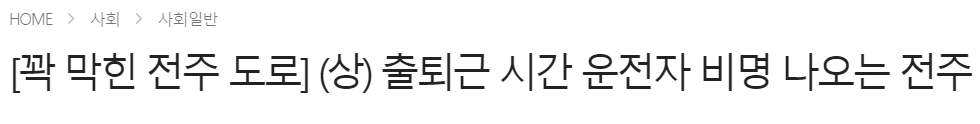 HOME > 사회 > 사회일반
[꽉 막힌 전주 도로] (상) 출퇴근 시간 운전자 비명 나오는 전주